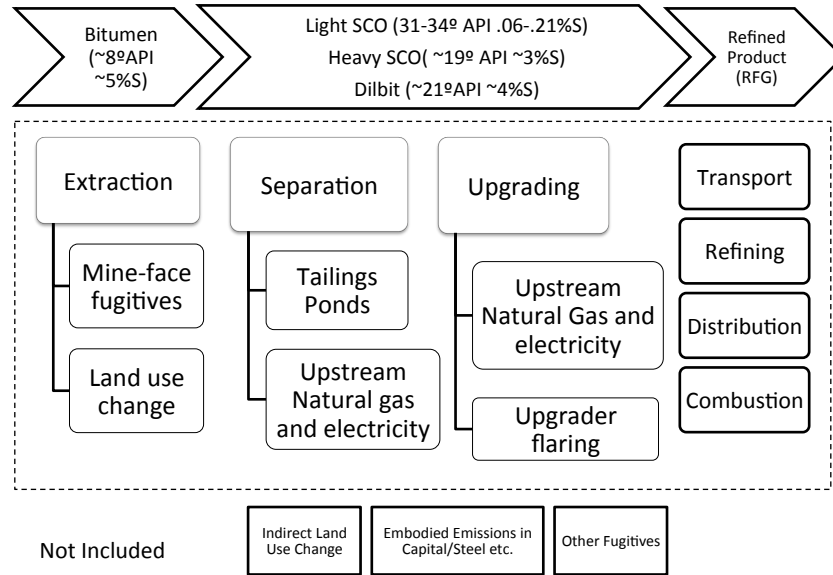 Bitumen
(~8ºAPI
~5%S)
Light SCO (31-34º API .06-.21%S)
Heavy SCO( ~19º API ~3%S)
Dilbit (~21ºAPI ~4%S)
Refined
Product
(RFG)
Extraction
Mine-face
fugitives
Land use
change
Separation
Tailings
Ponds
Upstream
Natural gas
and electricity
Upgrading
Upstream
Natural Gas and
electricity
Upgrader
flaring
Transport
Refining
Distribution
Combustion
Not Included
Indirect Land
Use Change
Embodied Emissions in
Capital/Steel etc.
Other Fugitives